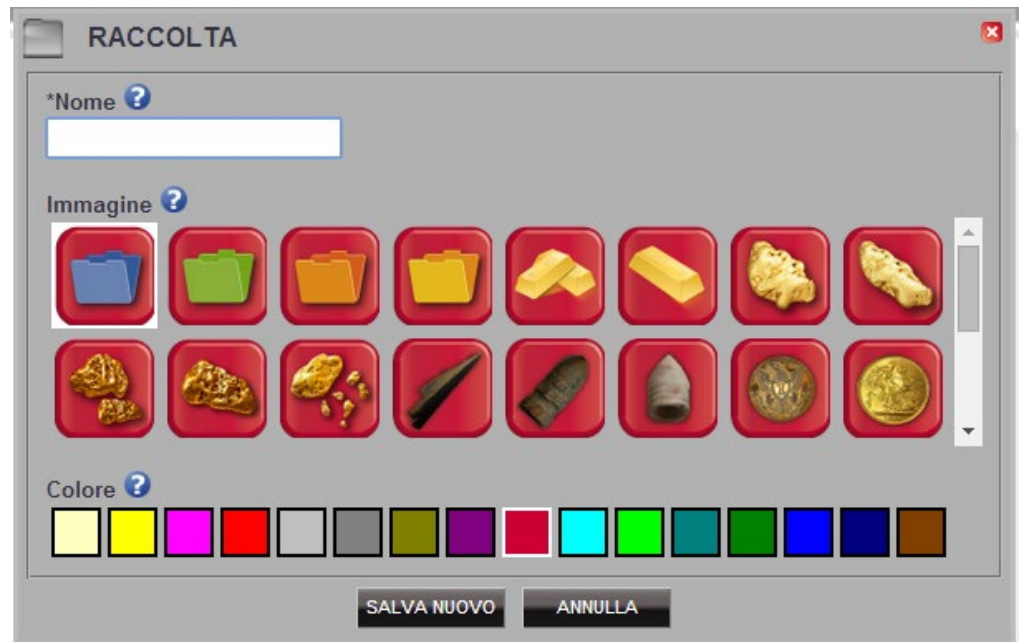 RACCOLTA
*Nome ?
Immagine ?
Colore ?
SALVA NUOVO ANNULLA